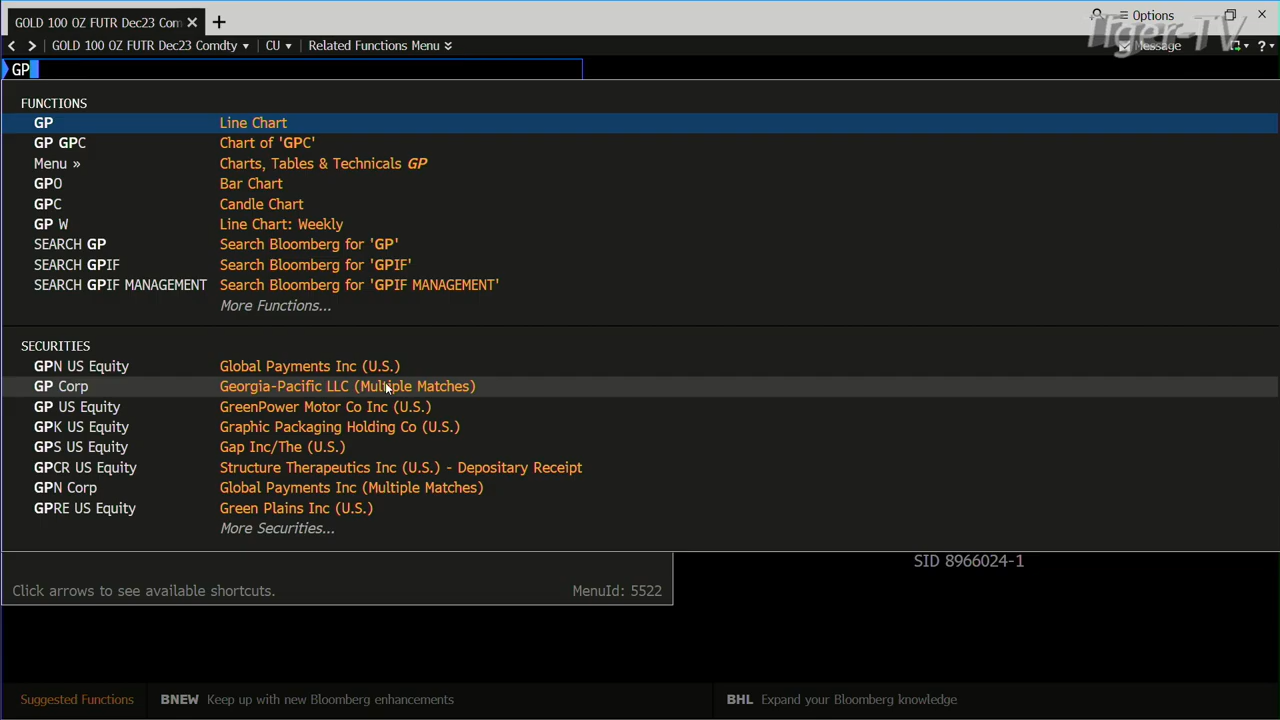 GOLD 100 OZ FUTR Dec23 Com
Options
GOLD 100 OZ FUTR Dec23 Comdty CU Related Functions Menu Message ?
Tiger-TV
GP
FUNCTIONS
GP Line Chart
GP GPC Chart of 'GPC'
Menu » Charts, Tables & Technicals GP
GPO Bar Chart
GPC Candle Chart
GP W Line Chart: Weekly
SEARCH GP Search Bloomberg for 'GP'
SEARCH GPIF Search Bloomberg for 'GPIF'
SEARCH GPIF MANAGEMENT Search Bloomberg for 'GPIF MANAGEMENT'
More Functions...
SECURITIES
GPN US Equity Global Payments Inc (U.S.)
GP Corp Georgia-Pacific LLC (Multiple Matches)
GP US Equity GreenPower Motor Co Inc (U.S.)
GPK US Equity Graphic Packaging Holding Co (U.S.)
GPS US Equity Gap Inc/The (U.S.)
GPCR US Equity Structure Therapeutics Inc (U.S.) - Depositary Receipt
GPN Corp Global Payments Inc (Multiple Matches)
GPRE US Equity Green Plains Inc (U.S.)
More Securities...
SID 8966024-1
Click arrows to see available shortcuts. MenuId: 5522
Suggested Functions BNEW Keep up with new Bloomberg enhancements BHL Expand your Bloomberg knowledge